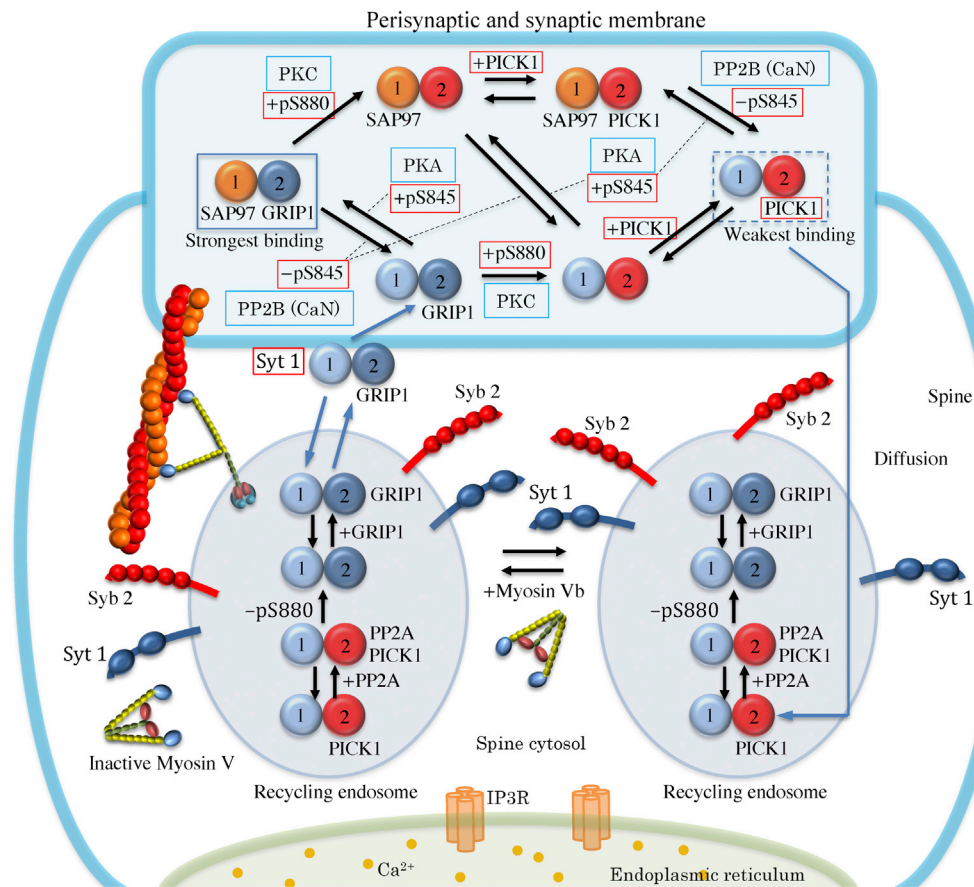 Perisynaptic and synaptic membrane
PKC
+pS880
1 2
SAP97
+PICK1
1 2
SAP97 PICK1
PP2B (CaN)
−pS845
1 2
SAP97 GRIP1
Strongest binding
PKA
+pS845
PKA
+pS845
1 2
PICK1
Weakest binding
−pS845
PP2B (CaN)
1 2
GRIP1
+pS880
PKC
+PICK1
1 2
Syt 1
1 2
GRIP1
Syb 2
Syb 2
Syb 2
Spine
Diffusion
1 2
GRIP1
+GRIP1
1 2
−pS880
1 2
PP2A
PICK1
+PP2A
1 2
PICK1
Syt 1
+Myosin Vb
1 2
GRIP1
+GRIP1
1 2
−pS880
1 2
PP2A
PICK1
+PP2A
1 2
PICK1
Syt 1
Syb 2
Syt 1
Inactive Myosin V
Spine cytosol
Recycling endosome
Recycling endosome
IP3R
Ca²⁺
Endoplasmic reticulum